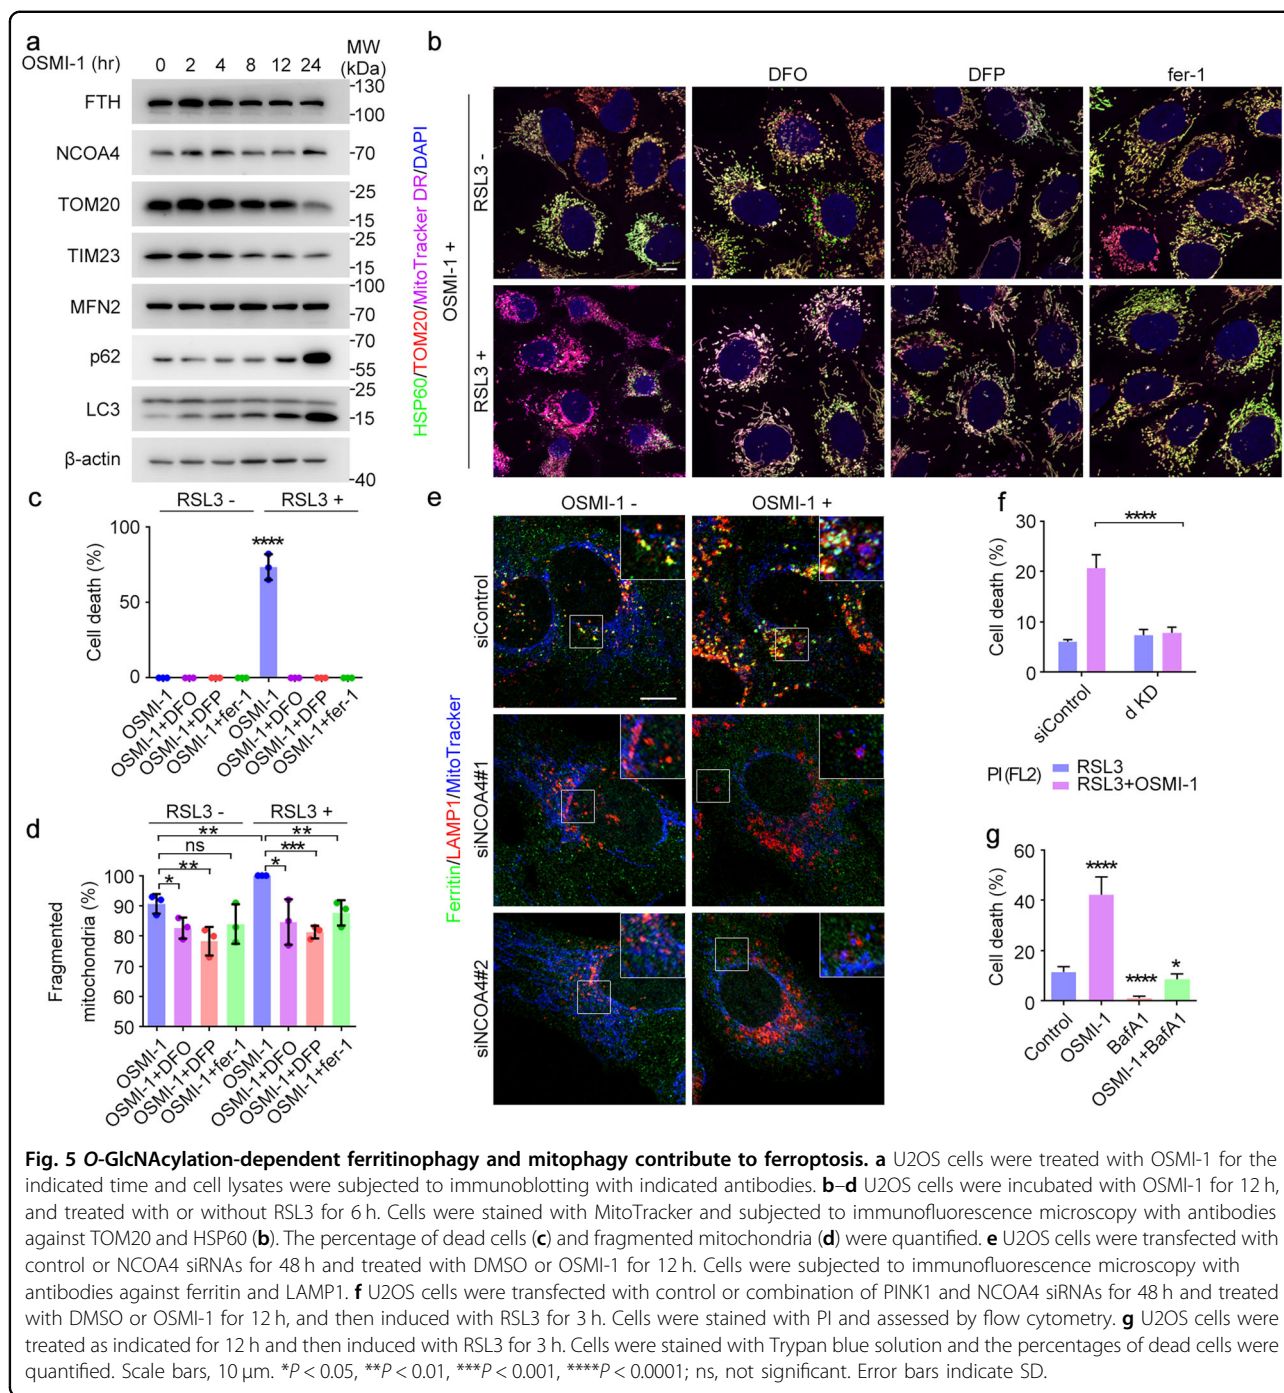 a
OSMI-1 (hr) 0 2 4 8 12 24 MW (kDa)
FTH -130 -100
NCOA4 -70
TOM20 -25 -15
TIM23 -25 -15
MFN2 -100 -70
p62 -70 -55
LC3 -25 -15
β-actin -40
b
DFO DFP fer-1
HSP60/TOM20/MitoTracker DR/DAPI
OSMI-1 +
RSL3 -
RSL3 +
c
RSL3 - RSL3 +
Cell death (%)
100
50
0
****
OSMI-1 OSMI-1+DFO OSMI-1+DFP OSMI-1+fer-1 OSMI-1 OSMI-1+DFO OSMI-1+DFP OSMI-1+fer-1
d
RSL3 - RSL3 +
Fragmented mitochondria (%)
100
90
80
70
60
50
** **
ns ***
** *
*
OSMI-1 OSMI-1+DFO OSMI-1+DFP OSMI-1+fer-1 OSMI-1 OSMI-1+DFO OSMI-1+DFP OSMI-1+fer-1
e
OSMI-1 - OSMI-1 +
Ferritin/LAMP1/MitoTracker
siControl
siNCOA4#1
siNCOA4#2
f
Cell death (%)
30
20
10
0
****
siControl d KD
PI (FL2) RSL3
RSL3+OSMI-1
g
Cell death (%)
60
40
20
0
**** **** *
Control OSMI-1 BafA1 OSMI-1+BafA1
Fig. 5 O-GlcNAcylation-dependent ferritinophagy and mitophagy contribute to ferroptosis. a U2OS cells were treated with OSMI-1 for the
indicated time and cell lysates were subjected to immunoblotting with indicated antibodies. b–d U2OS cells were incubated with OSMI-1 for 12 h,
and treated with or without RSL3 for 6 h. Cells were stained with MitoTracker and subjected to immunofluorescence microscopy with antibodies
against TOM20 and HSP60 (b). The percentage of dead cells (c) and fragmented mitochondria (d) were quantified. e U2OS cells were transfected with
control or NCOA4 siRNAs for 48 h and treated with DMSO or OSMI-1 for 12 h. Cells were subjected to immunofluorescence microscopy with
antibodies against ferritin and LAMP1. f U2OS cells were transfected with control or combination of PINK1 and NCOA4 siRNAs for 48 h and treated
with DMSO or OSMI-1 for 12 h, and then induced with RSL3 for 3 h. Cells were stained with PI and assessed by flow cytometry. g U2OS cells were
treated as indicated for 12 h and then induced with RSL3 for 3 h. Cells were stained with Trypan blue solution and the percentages of dead cells were
quantified. Scale bars, 10 μm. *P < 0.05, **P < 0.01, ***P < 0.001, ****P < 0.0001; ns, not significant. Error bars indicate SD.